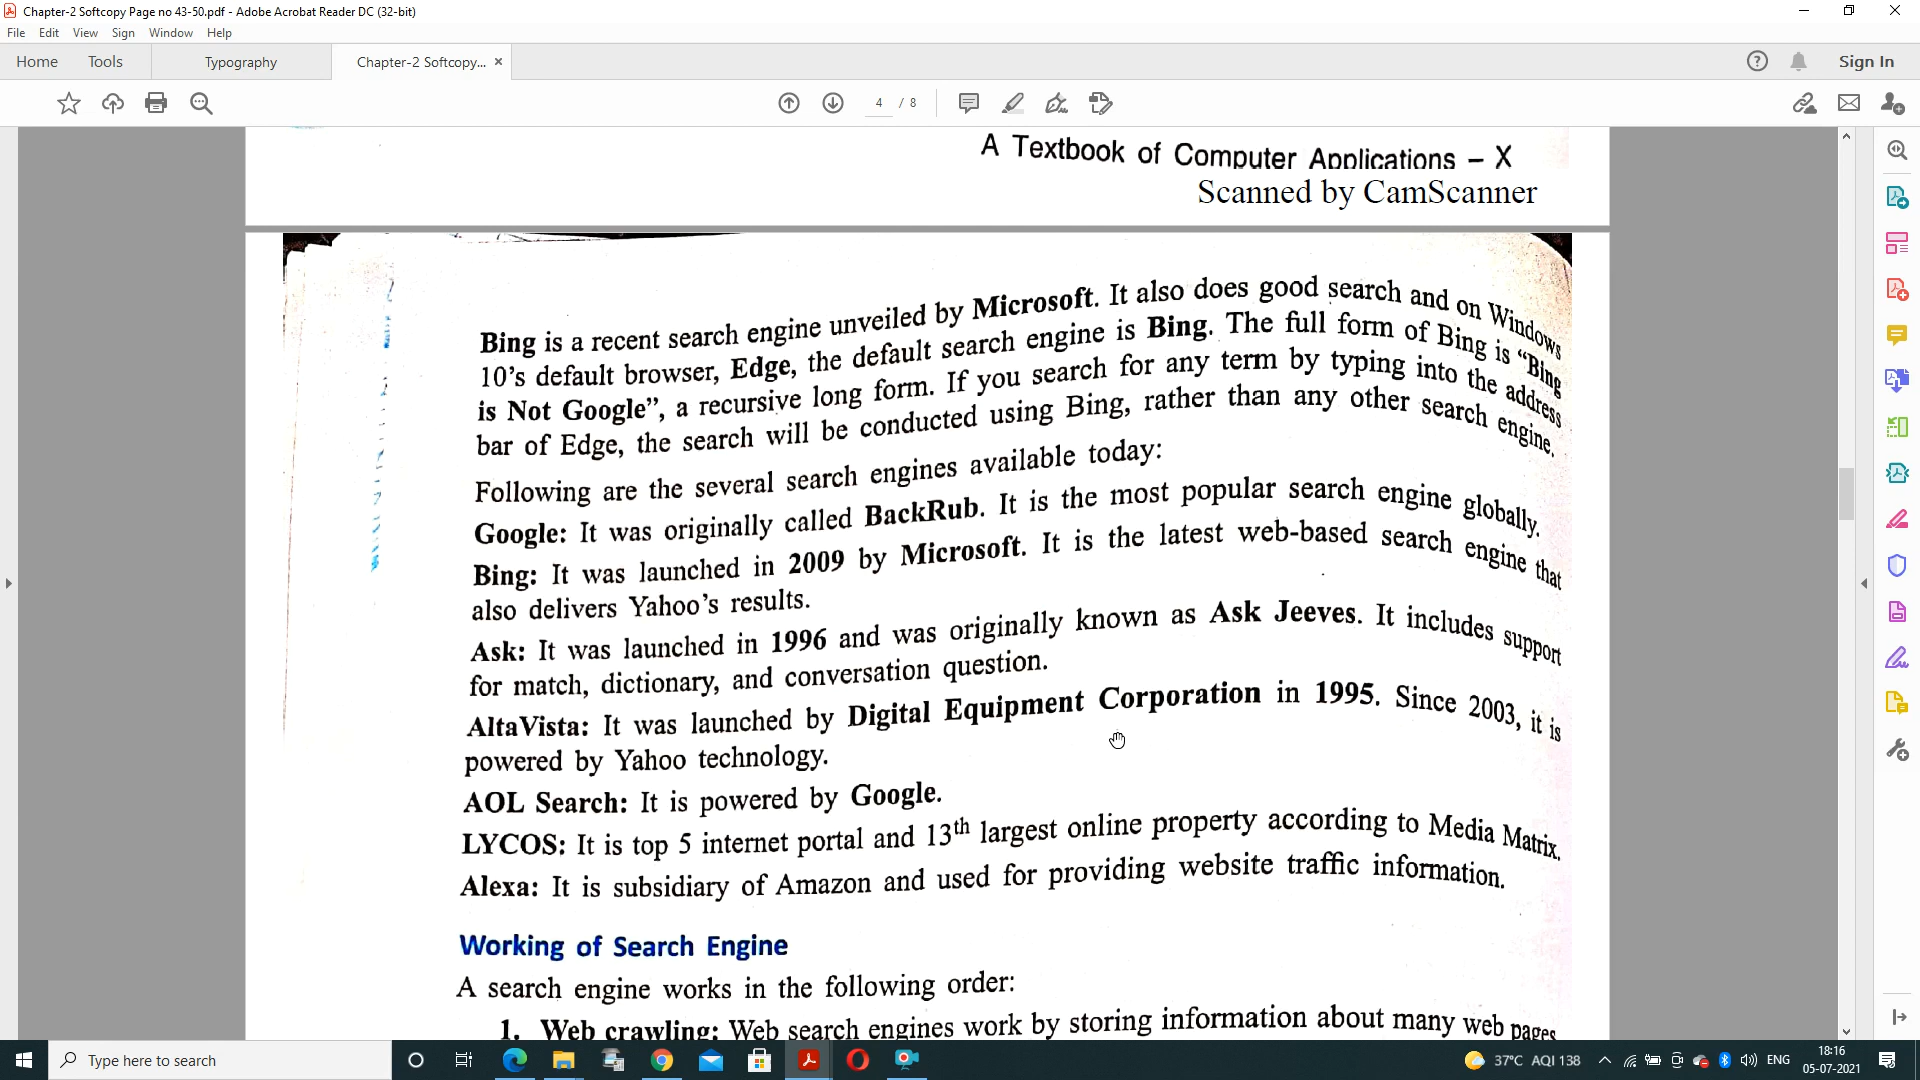 Chapter-2 Softcopy Page no 43-50.pdf - Adobe Acrobat Reader DC (32-bit)
File Edit View Sign Window Help
Home Tools Typography Chapter-2 Softcopy... × Sign In
4 / 8
A Textbook of Computer Applications – X
Scanned by CamScanner
Bing is a recent search engine unveiled by Microsoft. It also does good search and on Windows
10's default browser, Edge, the default search engine is Bing. The full form of Bing is “Bing
is Not Google”, a recursive long form. If you search for any term by typing into the address
bar of Edge, the search will be conducted using Bing, rather than any other search engine.
Following are the several search engines available today:
Google: It was originally called BackRub. It is the most popular search engine globally.
Bing: It was launched in 2009 by Microsoft. It is the latest web-based search engine that
also delivers Yahoo's results.
Ask: It was launched in 1996 and was originally known as Ask Jeeves. It includes support
for match, dictionary, and conversation question.
AltaVista: It was launched by Digital Equipment Corporation in 1995. Since 2003, it is
powered by Yahoo technology.
AOL Search: It is powered by Google.
LYCOS: It is top 5 internet portal and 13th largest online property according to Media Matrix.
Alexa: It is subsidiary of Amazon and used for providing website traffic information.
Working of Search Engine
A search engine works in the following order:
1. Web crawling: Web search engines work by storing information about many web pages
Type here to search
37°C AQI 138 ENG
18:16
05-07-2021